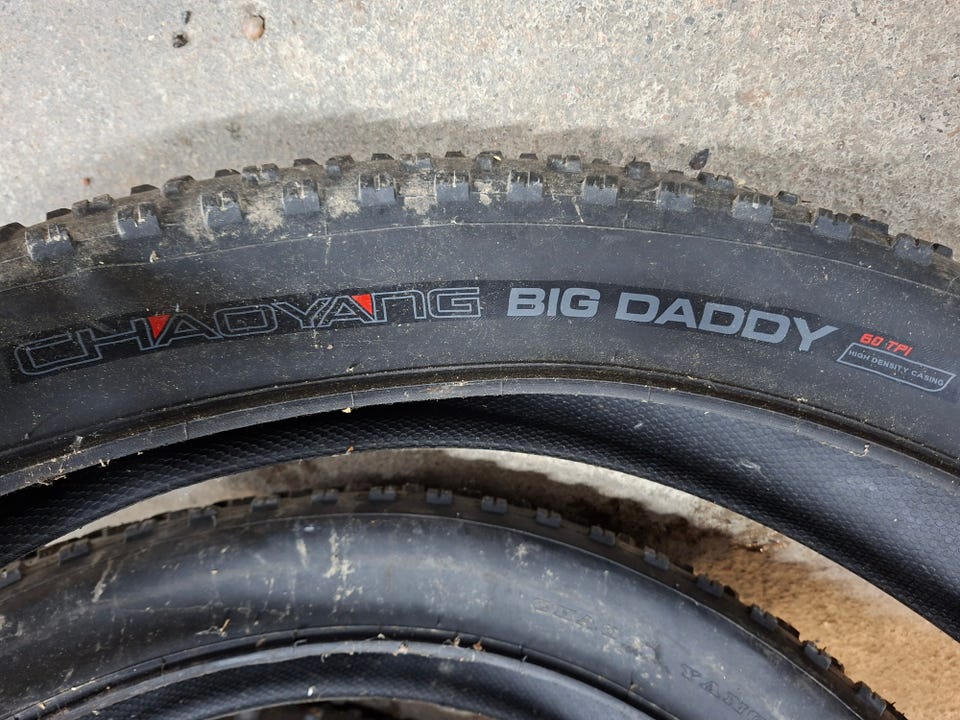 CHAOYANG BIG DADDY 60 TPI
HIGH DENSITY CASING